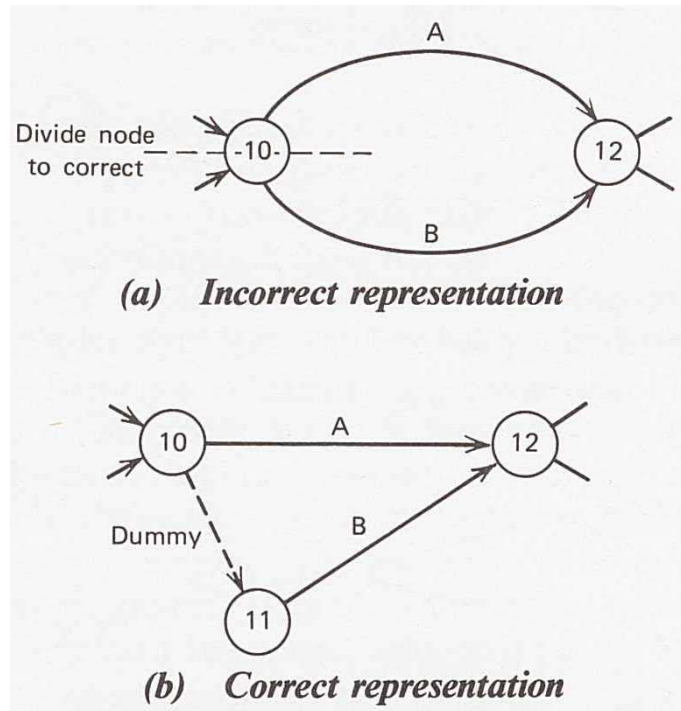 A
Divide node
to correct
-10-
12
B
(a) Incorrect representation
10
A
12
Dummy
B
11
(b) Correct representation